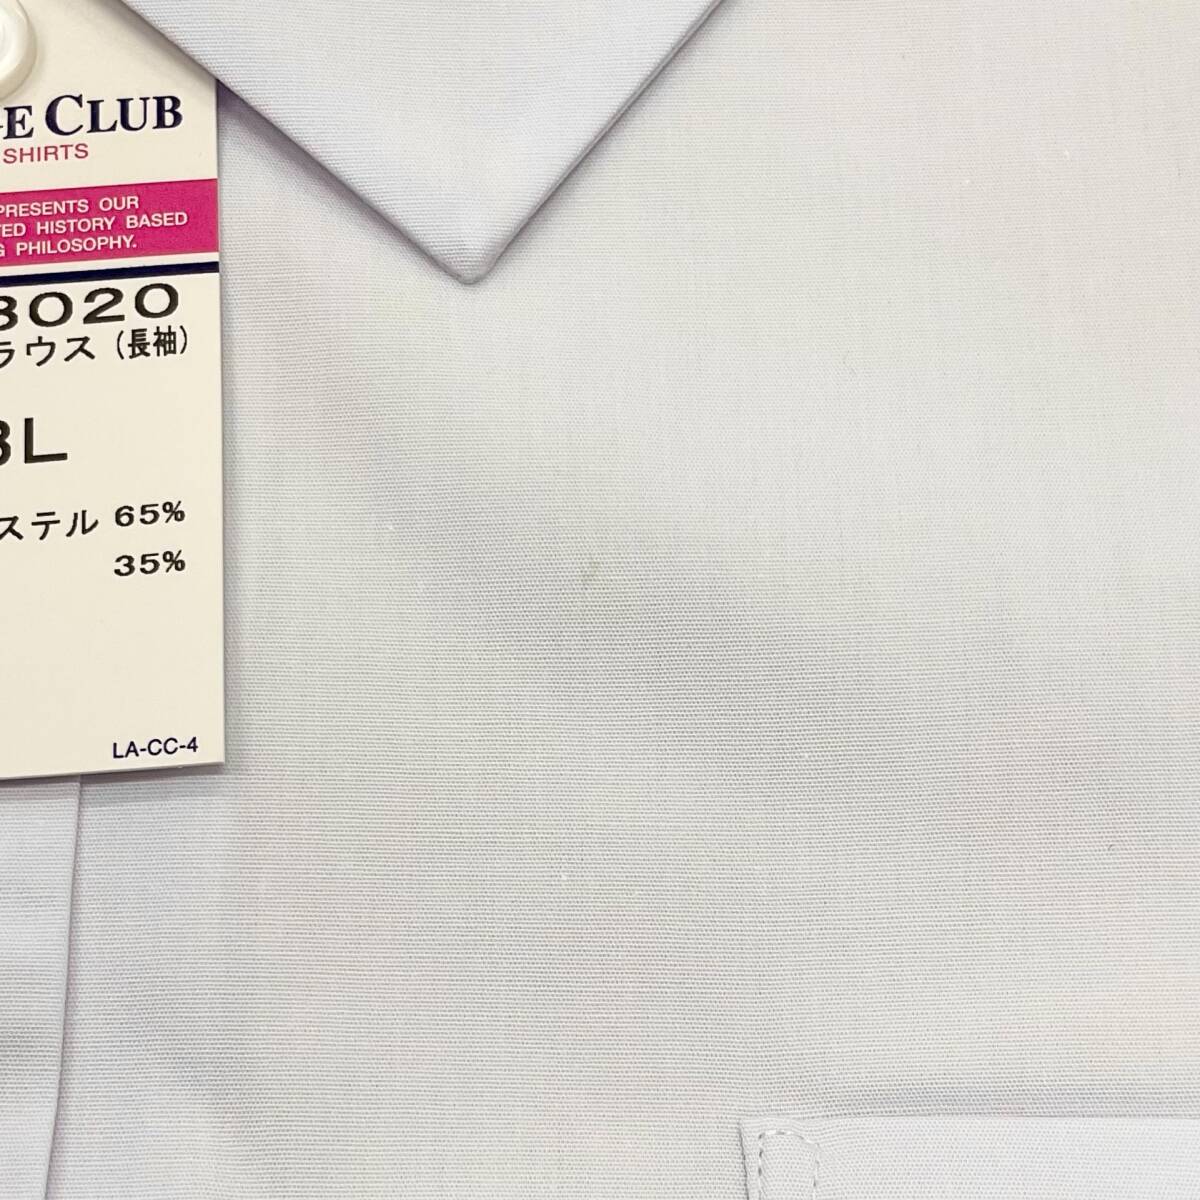 E CLUB
SHIRTS
PRESENTS OUR
TED HISTORY BASED
G PHILOSOPHY.
3020
ラウス (長袖)
3L
ステル 65%
35%
LA-CC-4